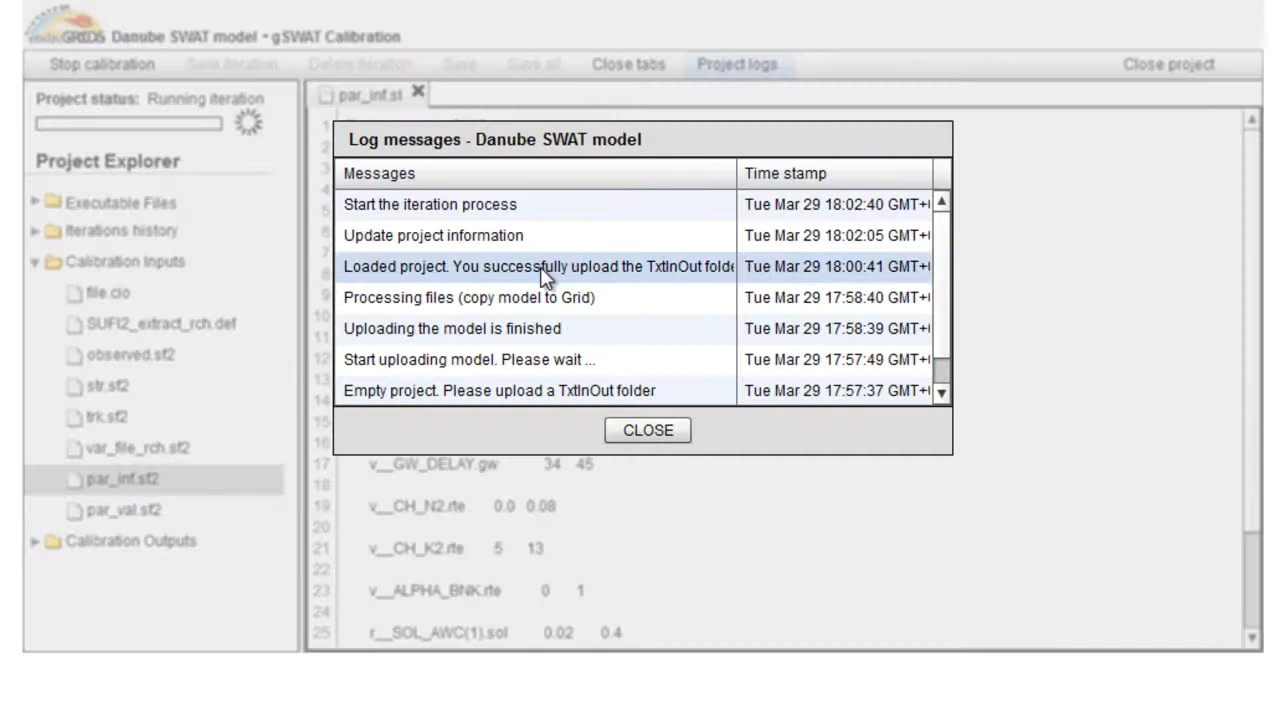 enviroGRIDS Danube SWAT model - gSWAT Calibration
Stop calibration Save iteration Delete iteration Save Save all Close tabs Project logs Close project
Project status: Running iteration
par_inf.sf
Project Explorer
Executable Files
Iterations history
Calibration Inputs
file.cio
SUFI2_extract_rch.def
observed.sf2
str.sf2
trk.sf2
var_file_rch.sf2
par_inf.sf2
par_val.sf2
Calibration Outputs
Log messages - Danube SWAT model
Messages Time stamp
Start the iteration process Tue Mar 29 18:02:40 GMT+
Update project information Tue Mar 29 18:02:05 GMT+
Loaded project. You successfully upload the TxtInOut folde Tue Mar 29 18:00:41 GMT+
Processing files (copy model to Grid) Tue Mar 29 17:58:40 GMT+
Uploading the model is finished Tue Mar 29 17:58:39 GMT+
Start uploading model. Please wait ... Tue Mar 29 17:57:49 GMT+
Empty project. Please upload a TxtInOut folder Tue Mar 29 17:57:37 GMT+
CLOSE
17 v__GW_DELAY.gw 34 45
18
19 v__CH_N2.rte 0.0 0.08
20
21 v__CH_K2.rte 5 13
22
23 v__ALPHA_BNK.rte 0 1
24
25 r__SOL_AWC(1).sol 0.02 0.4